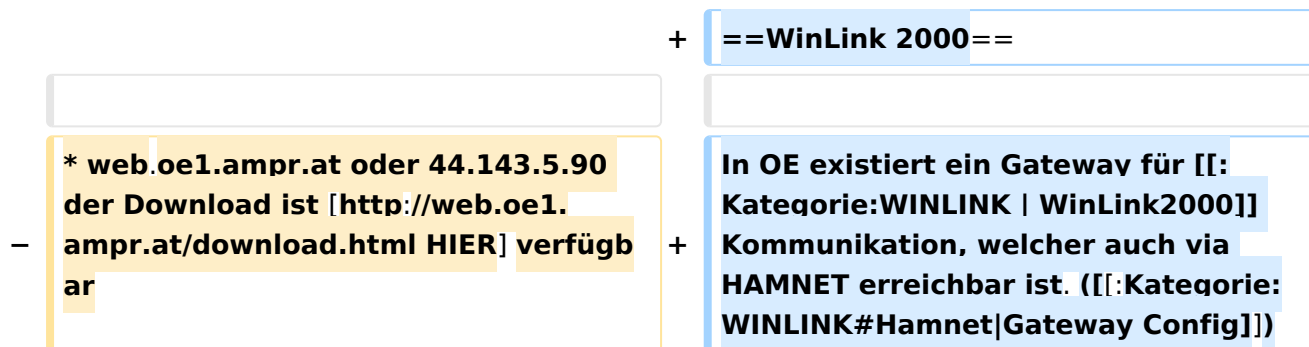 + ==WinLink 2000==
− * web.oe1.ampr.at oder 44.143.5.90
der Download ist [http://web.oe1.
ampr.at/download.html HIER] verfügb
ar
+ In OE existiert ein Gateway für [[:
Kategorie:WINLINK | WinLink2000]]
Kommunikation, welcher auch via
HAMNET erreichbar ist. ([[:Kategorie:
WINLINK#Hamnet|Gateway Config]])